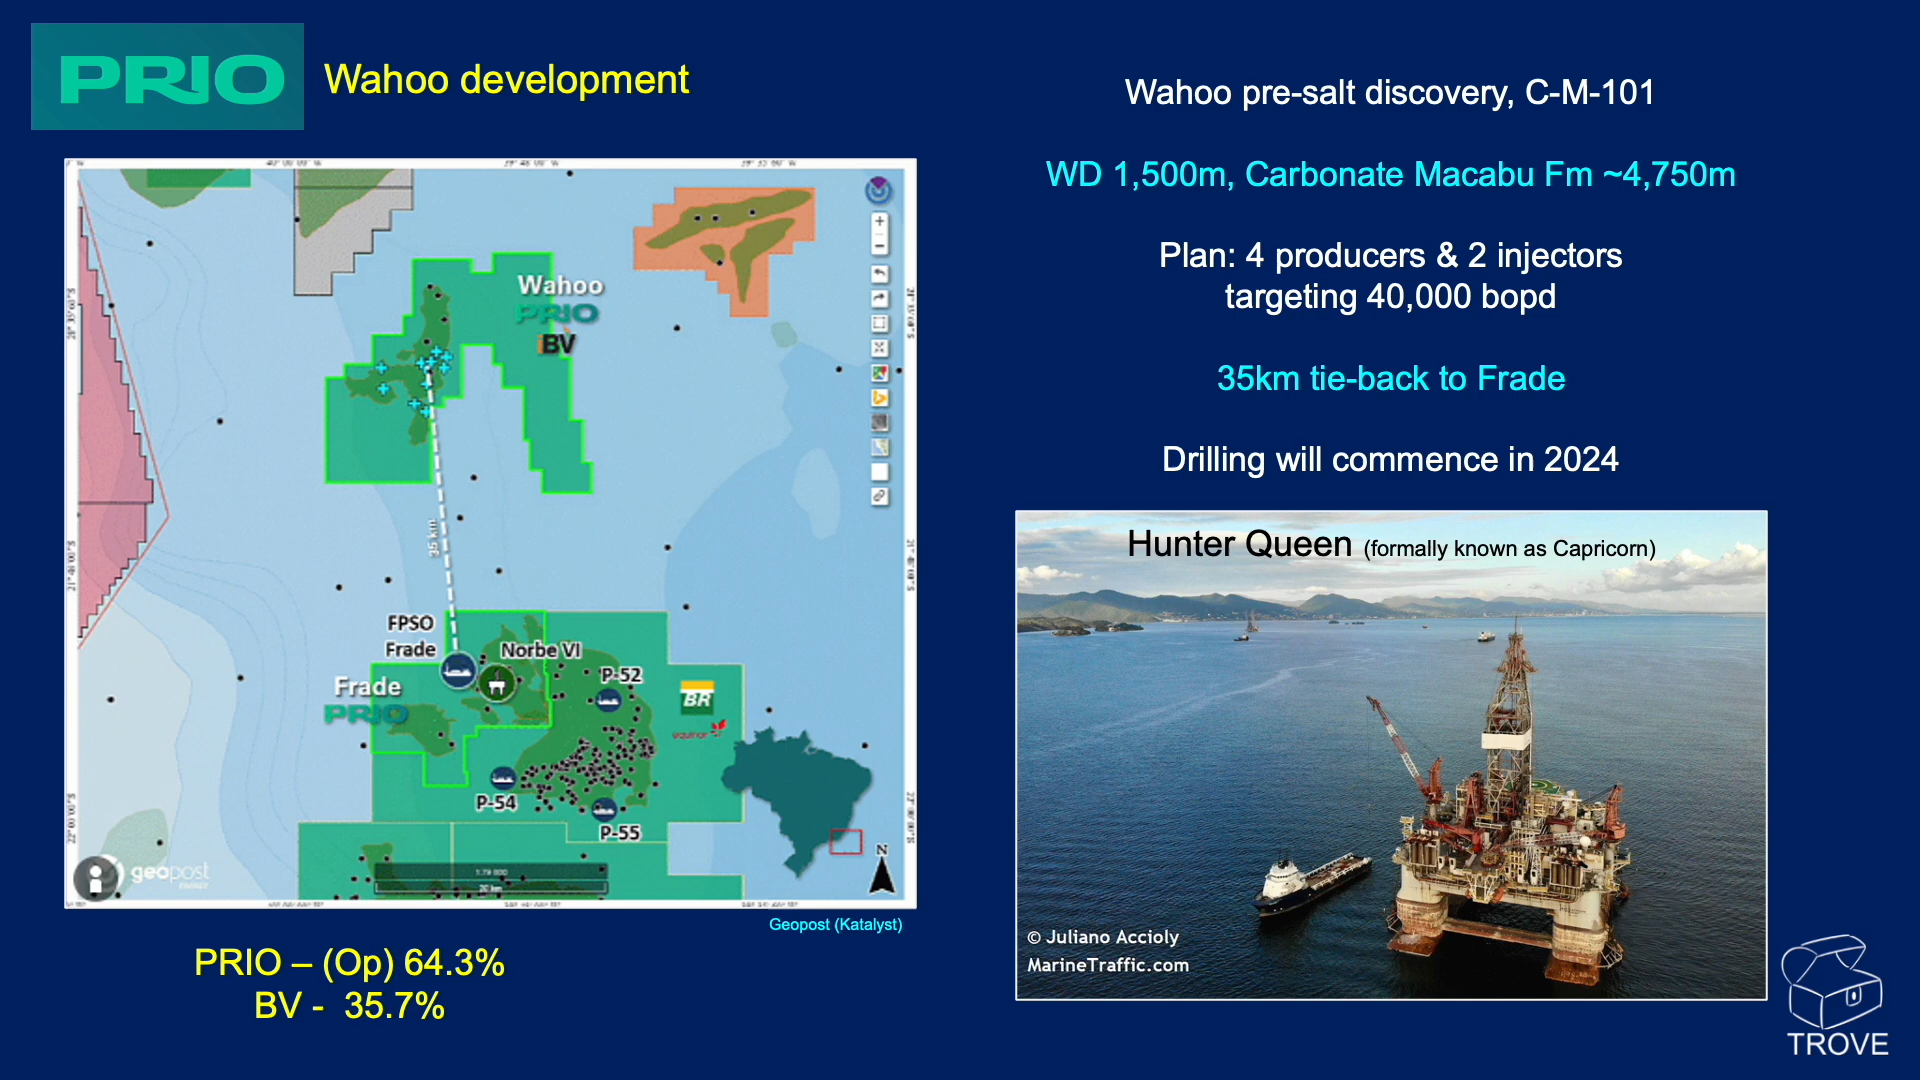 PRIO
Wahoo development
Wahoo pre-salt discovery, C-M-101
WD 1,500m, Carbonate Macabu Fm ~4,750m
Plan: 4 producers & 2 injectors
targeting 40,000 bopd
35km tie-back to Frade
Drilling will commence in 2024
Wahoo
PRIO
BV
35 km
FPSO
Frade
Norbe VI
P-52
Frade
PRIO
BR
equinor
P-54
P-55
N
geopost
20 km
Geopost (Katalyst)
PRIO – (Op) 64.3%
BV - 35.7%
Hunter Queen (formally known as Capricorn)
© Juliano Accioly
MarineTraffic.com
TROVE